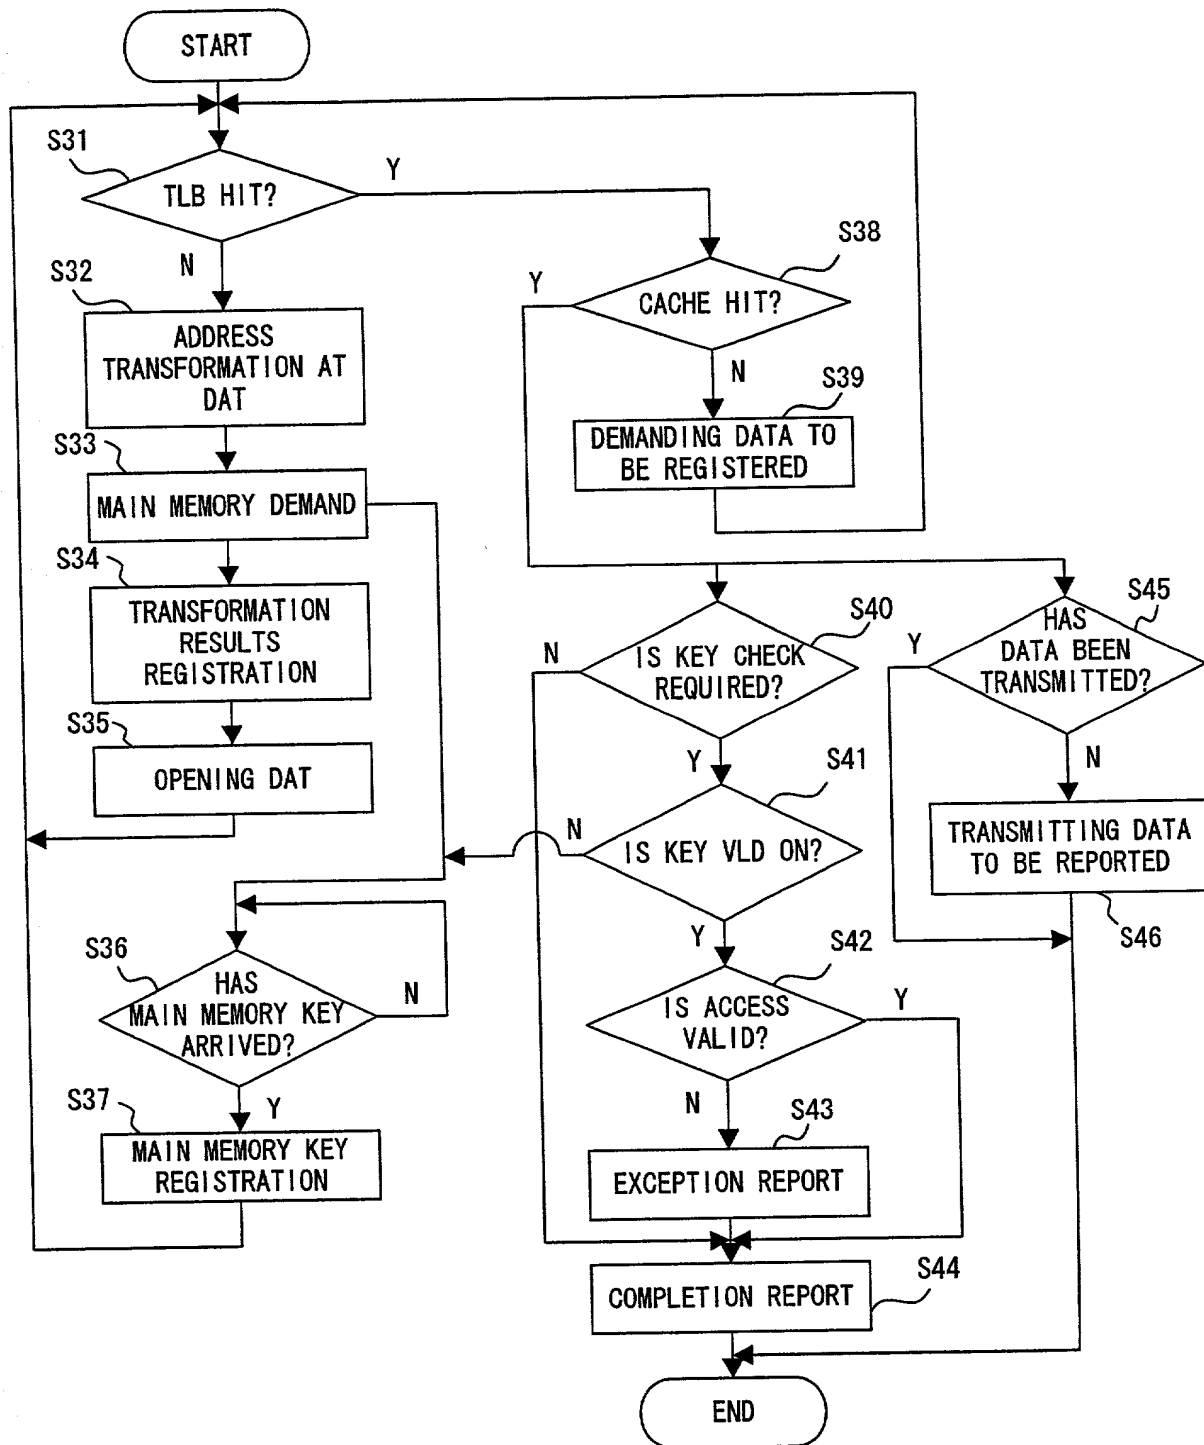 START
S31
TLB HIT?
Y
N
S32
ADDRESS
TRANSFORMATION AT
DAT
S33
MAIN MEMORY DEMAND
S34
TRANSFORMATION
RESULTS
REGISTRATION
S35
OPENING DAT
S36
HAS
MAIN MEMORY KEY
ARRIVED?
N
Y
S37
MAIN MEMORY KEY
REGISTRATION
S38
CACHE HIT?
Y
N
S39
DEMANDING DATA TO
BE REGISTERED
S40
IS KEY CHECK
REQUIRED?
N
Y
S41
IS KEY VLD ON?
N
Y
S42
IS ACCESS
VALID?
Y
N
S43
EXCEPTION REPORT
S44
COMPLETION REPORT
S45
HAS
DATA BEEN
TRANSMITTED?
Y
N
TRANSMITTING DATA
TO BE REPORTED
S46
END